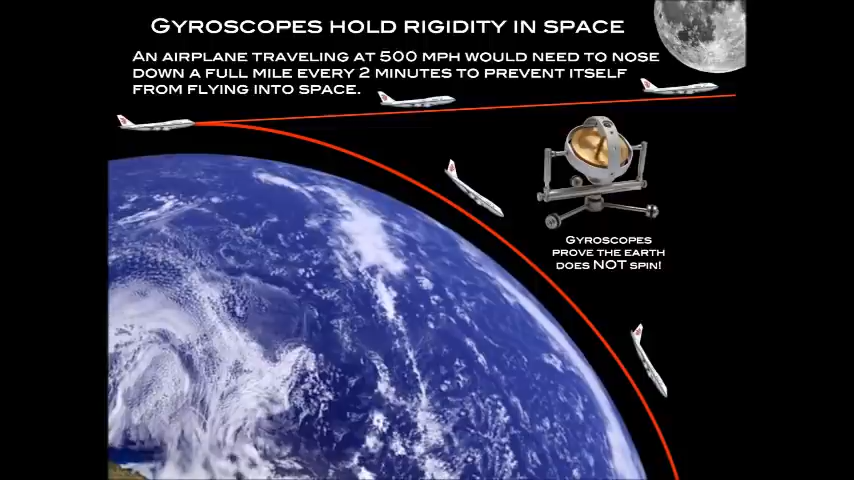 Gyroscopes hold rigidity in space
An airplane traveling at 500 mph would need to nose
down a full mile every 2 minutes to prevent itself
from flying into space.
Gyroscopes
prove the earth
does NOT spin!